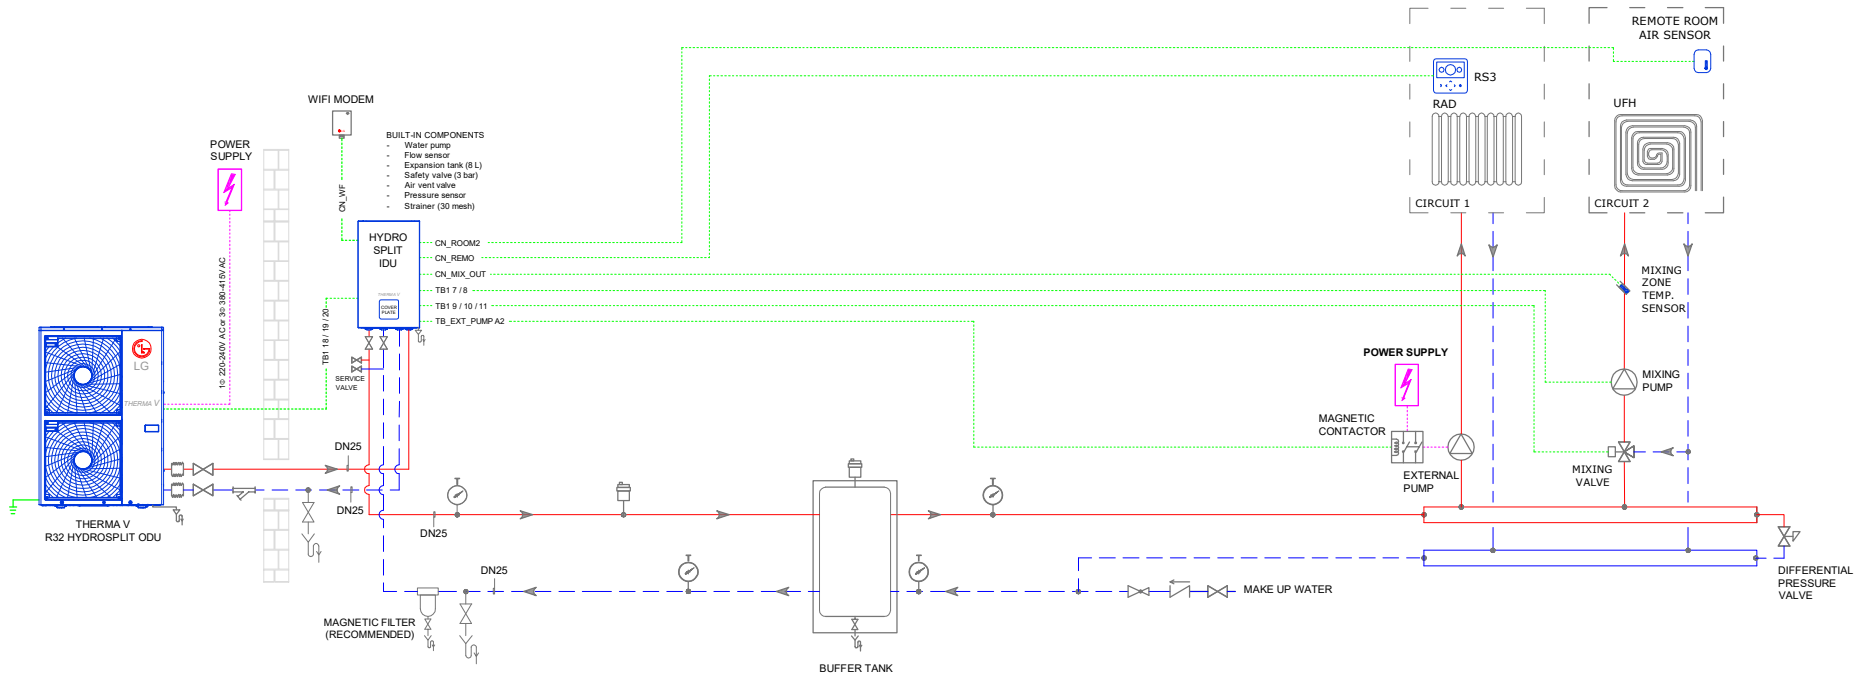 REMOTE ROOM
AIR SENSOR
RS3
RAD
UFH
CIRCUIT 1
CIRCUIT 2
WIFI MODEM
BUILT-IN COMPONENTS
- Water pump
- Flow sensor
- Expansion tank (8 L)
- Safety valve (3 bar)
- Air vent valve
- Pressure sensor
- Strainer (30 mesh)
POWER
SUPPLY
CN_WF
HYDRO
SPLIT
IDU
THERMA V
COVER
PLATE
CN_ROOM2
CN_REMO
CN_MIX_OUT
TB1 7 / 8
TB1 9 / 10 / 11
TB_EXT_PUMP A2
1Φ 220-240V AC or 3Φ 380-415V AC
TB1 18 / 19 / 20
SERVICE
VALVE
MIXING
ZONE
TEMP.
SENSOR
LG
THERMA V
POWER SUPPLY
MIXING
PUMP
MAGNETIC
CONTACTOR
EXTERNAL
PUMP
MIXING
VALVE
DN25
DN25
DN25
THERMA V
R32 HYDROSPLIT ODU
DN25
MAGNETIC FILTER
(RECOMMENDED)
BUFFER TANK
MAKE UP WATER
DIFFERENTIAL
PRESSURE
VALVE